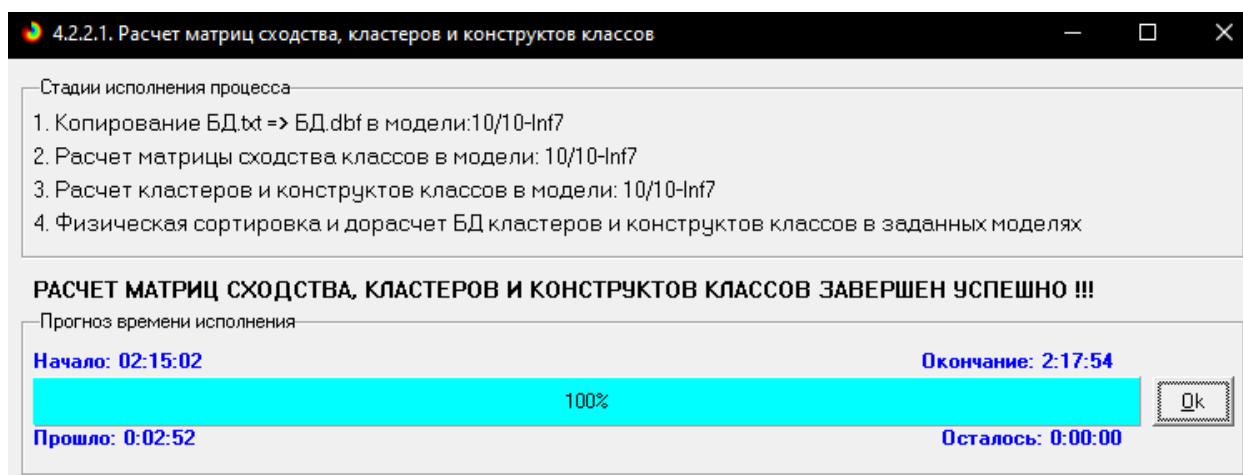 4.2.2.1. Расчет матриц сходства, кластеров и конструктов классов
Стадии исполнения процесса
1. Копирование БД.txt => БД.dbf в модели:10/10-Inf7
2. Расчет матрицы сходства классов в модели: 10/10-Inf7
3. Расчет кластеров и конструктов классов в модели: 10/10-Inf7
4. Физическая сортировка и дорасчет БД кластеров и конструктов классов в заданных моделях
РАСЧЕТ МАТРИЦ СХОДСТВА, КЛАСТЕРОВ И КОНСТРУКТОВ КЛАССОВ ЗАВЕРШЕН УСПЕШНО !!!
Прогноз времени исполнения
Начало: 02:15:02 Окончание: 2:17:54
100% Ok
Прошло: 0:02:52 Осталось: 0:00:00